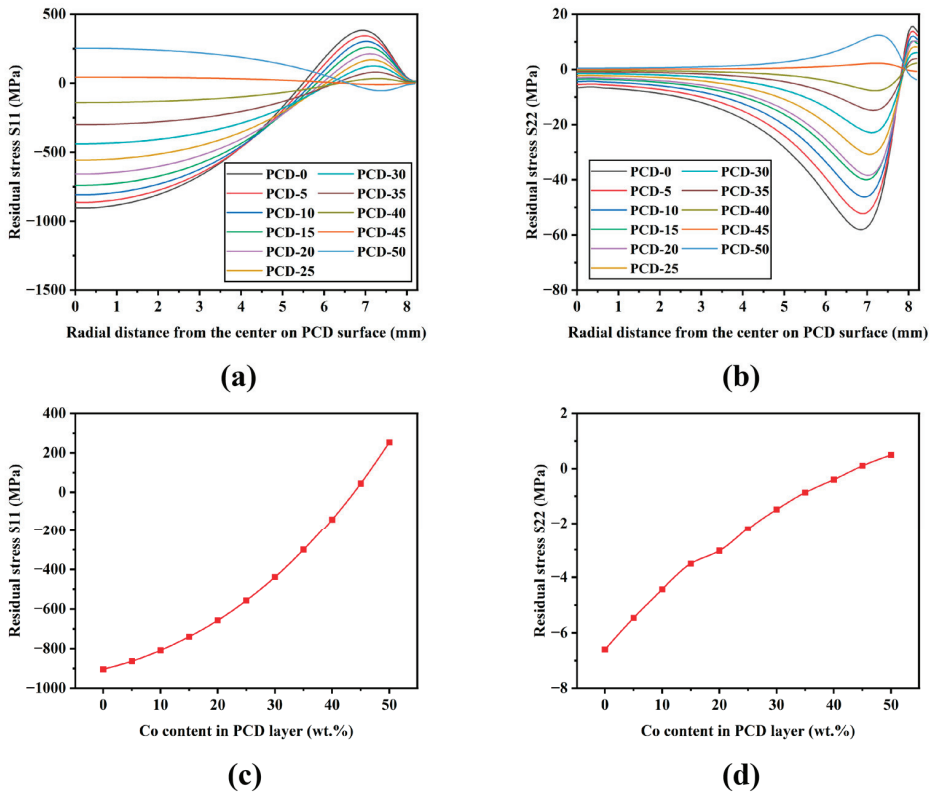 500
0
−500
−1000
−1500
Residual stress S11 (MPa)
PCD-0
PCD-30
PCD-5
PCD-35
PCD-10
PCD-40
PCD-15
PCD-45
PCD-20
PCD-50
PCD-25
0 1 2 3 4 5 6 7 8
Radial distance from the center on PCD surface (mm)
(a)
20
0
−20
−40
−60
−80
Residual stress S22 (MPa)
PCD-0
PCD-30
PCD-5
PCD-35
PCD-10
PCD-40
PCD-15
PCD-45
PCD-20
PCD-50
PCD-25
0 1 2 3 4 5 6 7 8
Radial distance from the center on PCD surface (mm)
(b)
400
200
0
−200
−400
−600
−800
−1000
Residual stress S11 (MPa)
0 10 20 30 40 50
Co content in PCD layer (wt.%)
(c)
2
0
−2
−4
−6
−8
Residual stress S22 (MPa)
0 10 20 30 40 50
Co content in PCD layer (wt.%)
(d)